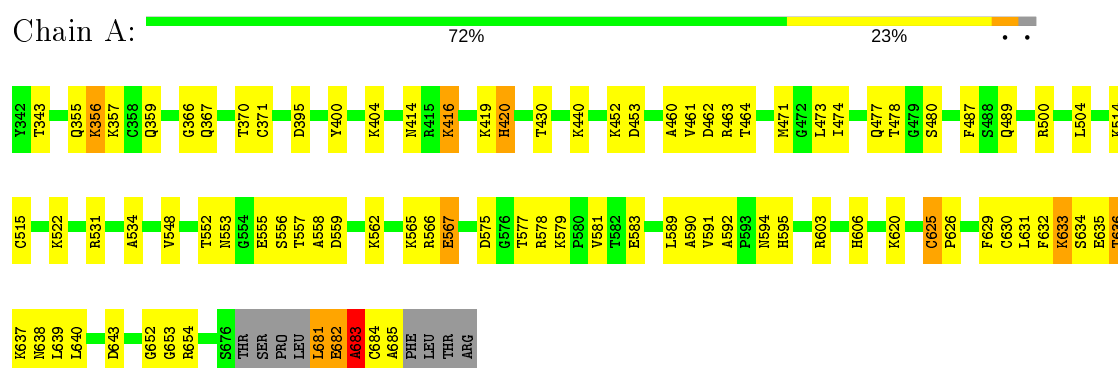 Chain A:
72% 23% • •
Y342 T343 Q355 K356 K357 C358 Q359 G366 Q367 T370 C371 D395 Y400 K404 N414 R415 K416 K419 H420 T430 K440 K452 D453 A460 V461 D462 R463 T464 M471 G472 L473 I474 Q477 T478 G479 S480 F487 S488 Q489 R500 L504 K514
C515 K522 R531 A534 V548 T552 N553 G554 E555 S556 T557 A558 D559 K562 K565 R566 E567 D575 G576 T577 R578 K579 P580 V581 T582 E583 L589 A590 V591 A592 P593 N594 H595 R603 H606 K620 C625 P626 F629 C630 L631 F632 K633 S634 E635 T636
K637 N638 L639 L640 D643 G652 G653 R654 S676 THR SER PRO LEU L681 E682 A683 C684 A685 PHE LEU THR ARG